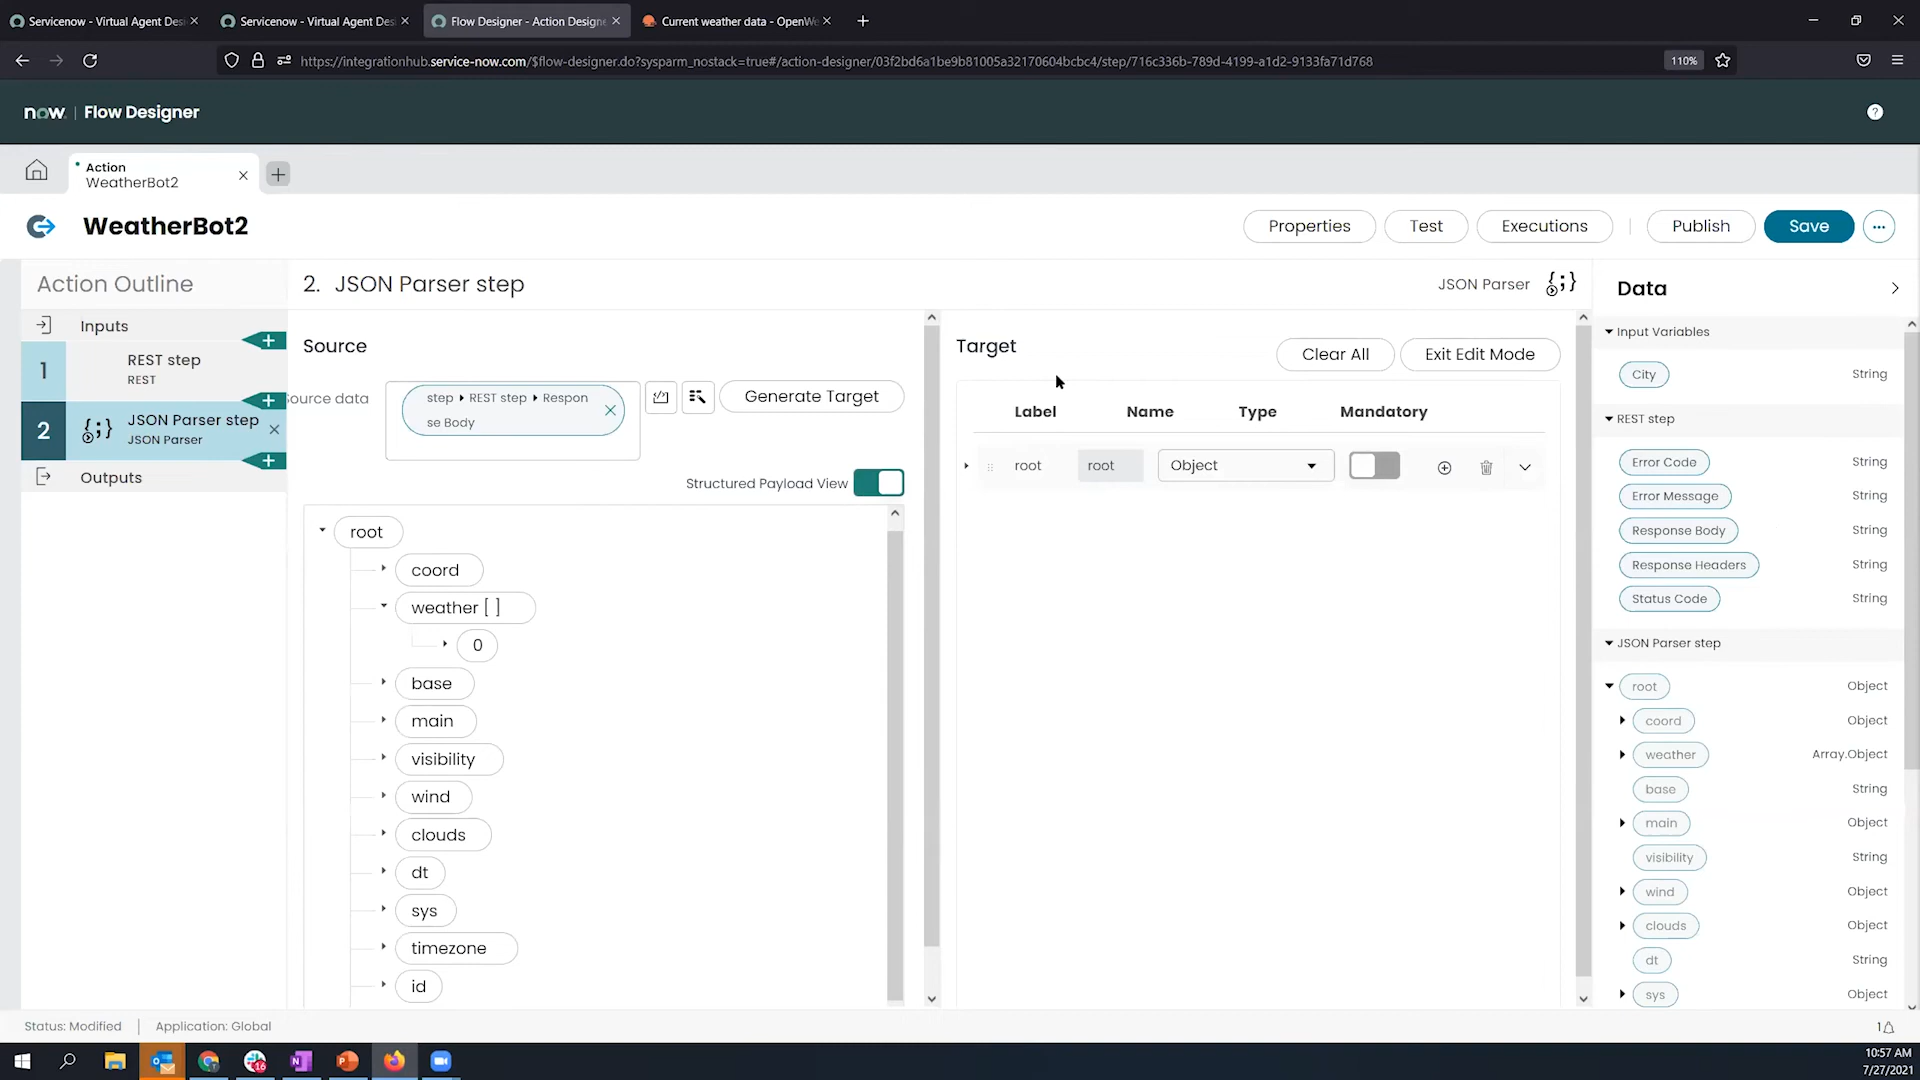 Servicenow - Virtual Agent Des
Servicenow - Virtual Agent Des
Flow Designer - Action Designe
Current weather data - OpenWe
https://integrationhub.service-now.com/$flow-designer.do?sysparm_nostack=true#/action-designer/03f2bd6a1be9b81005a32170604bcbc4/step/716c336b-789d-4199-a1d2-9133fa71d768
110%
now
Flow Designer
Action
WeatherBot2
WeatherBot2
Properties
Test
Executions
Publish
Save
Action Outline
2. JSON Parser step
JSON Parser
Data
Inputs
1
REST step
REST
2
JSON Parser step
JSON Parser
Outputs
Source
Source data
step ▸ REST step ▸ Respon
se Body
Generate Target
Structured Payload View
root
coord
weather [ ]
0
base
main
visibility
wind
clouds
dt
sys
timezone
id
Target
Clear All
Exit Edit Mode
Label Name Type Mandatory
root root Object
Input Variables
City String
REST step
Error Code String
Error Message String
Response Body String
Response Headers String
Status Code String
JSON Parser step
root Object
coord Object
weather Array.Object
base String
main Object
visibility String
wind Object
clouds Object
dt String
sys Object
Status: Modified
Application: Global
1
16
10:57 AM
7/27/2021